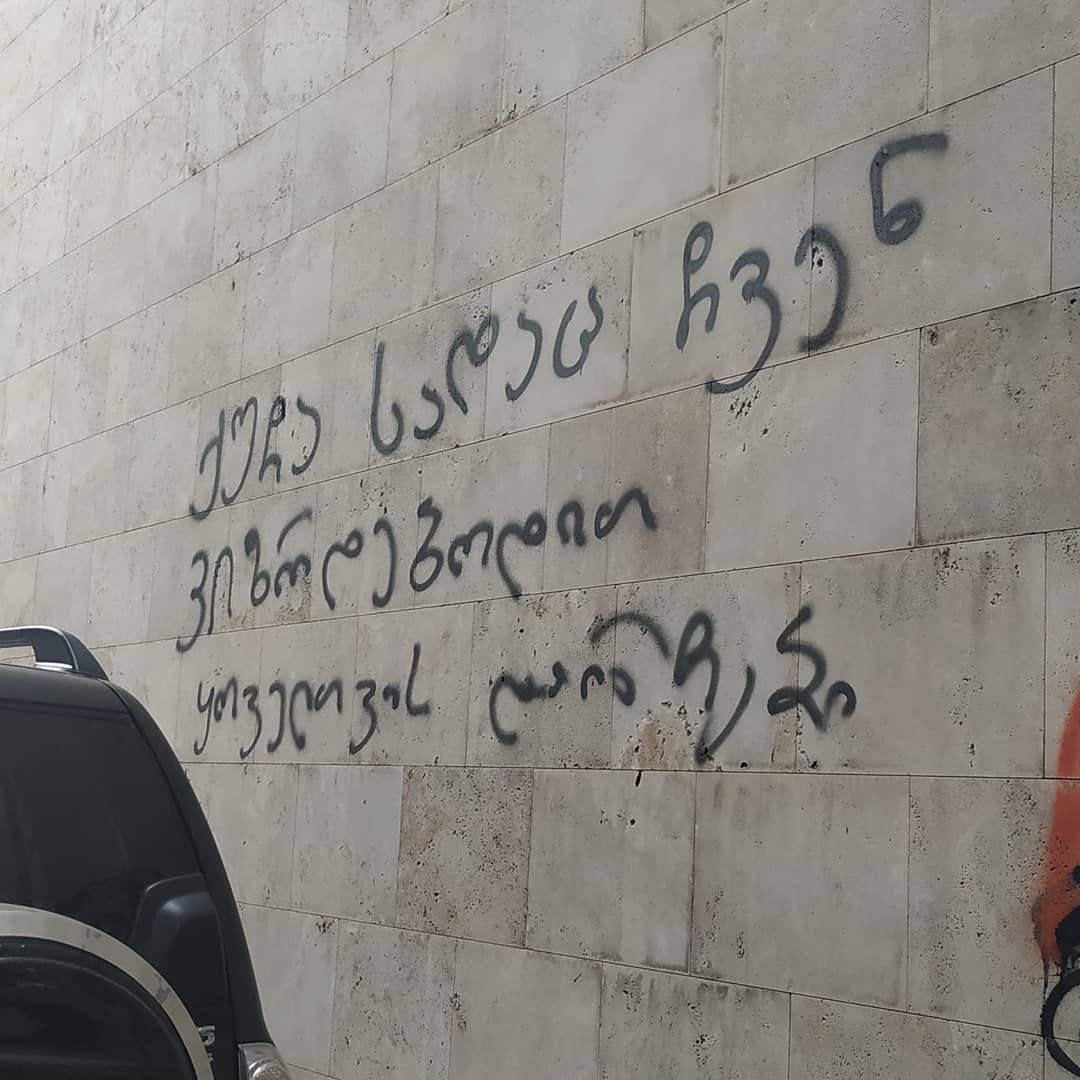 ქუჩა სადაც ჩვენ
ვიზრდებოდით
ყოველთვის